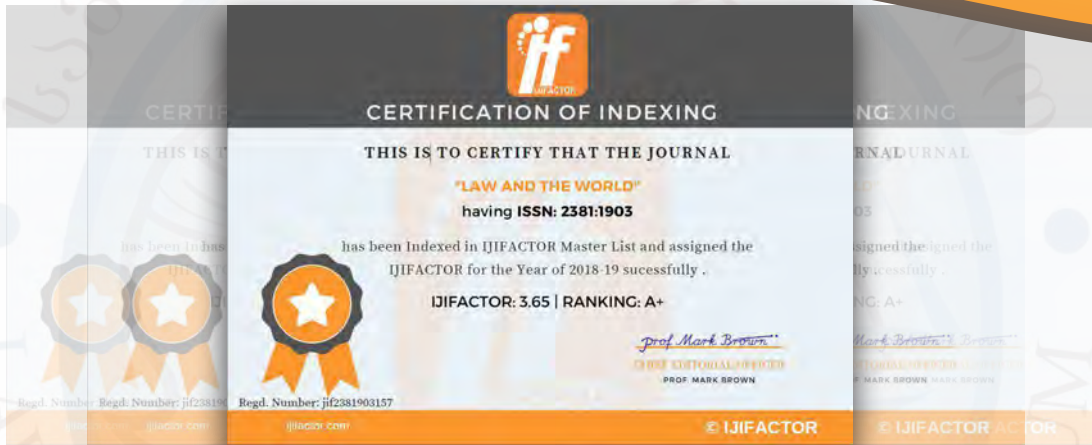 if
IJIFACTOR
CERTIFICATION OF INDEXING
THIS IS TO CERTIFY THAT THE JOURNAL
"LAW AND THE WORLD"
having ISSN: 2381:1903
has been Indexed in IJIFACTOR Master List and assigned the
IJIFACTOR for the Year of 2018-19 sucessfully .
IJIFACTOR: 3.65 | RANKING: A+
prof Mark Brown
CHIEF EDITORIAL OFFICER
PROF MARK BROWN
Regd. Number: jif2381903157
ijifactor.com
© IJIFACTOR